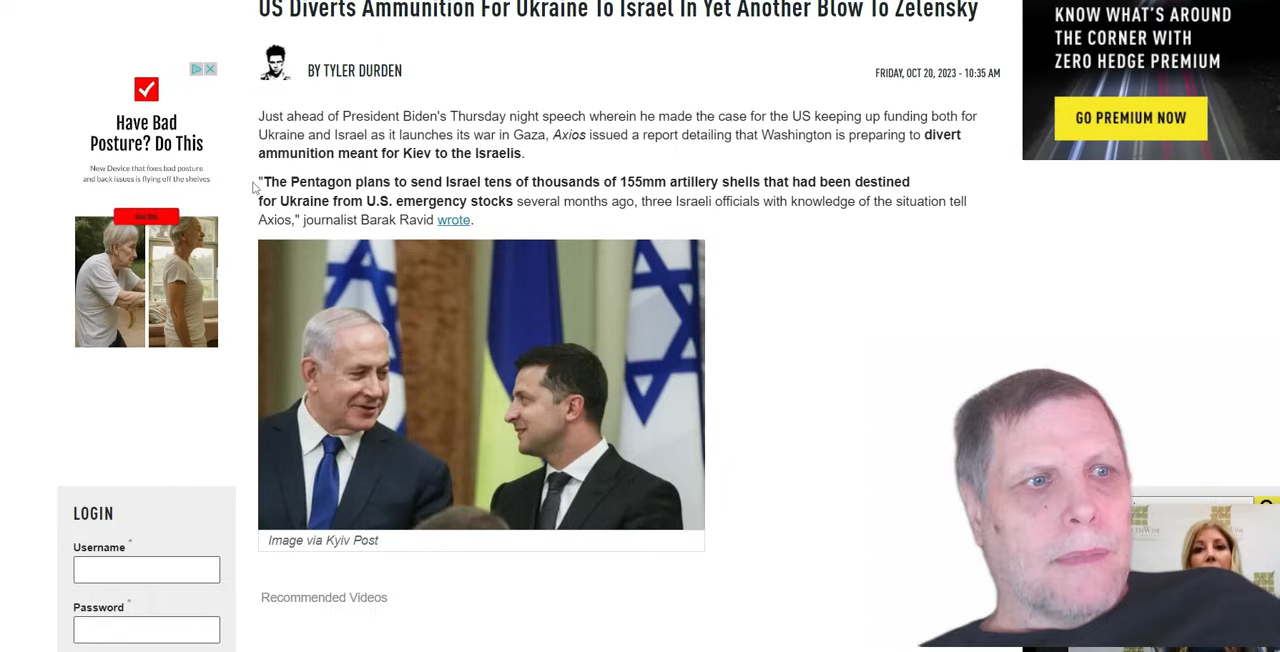 US Diverts Ammunition For Ukraine To Israel In Yet Another Blow To Zelensky
BY TYLER DURDEN
FRIDAY, OCT 20, 2023 - 10:35 AM
Just ahead of President Biden's Thursday night speech wherein he made the case for the US keeping up funding both for
Ukraine and Israel as it launches its war in Gaza, Axios issued a report detailing that Washington is preparing to divert
ammunition meant for Kiev to the Israelis.
"The Pentagon plans to send Israel tens of thousands of 155mm artillery shells that had been destined
for Ukraine from U.S. emergency stocks several months ago, three Israeli officials with knowledge of the situation tell
Axios," journalist Barak Ravid wrote.
Image via Kyiv Post
Recommended Videos
Have Bad
Posture? Do This
New Device that fixes bad posture
and back issues is flying off the shelves
LOGIN
Username *
Password *
KNOW WHAT'S AROUND
THE CORNER WITH
ZERO HEDGE PREMIUM
GO PREMIUM NOW